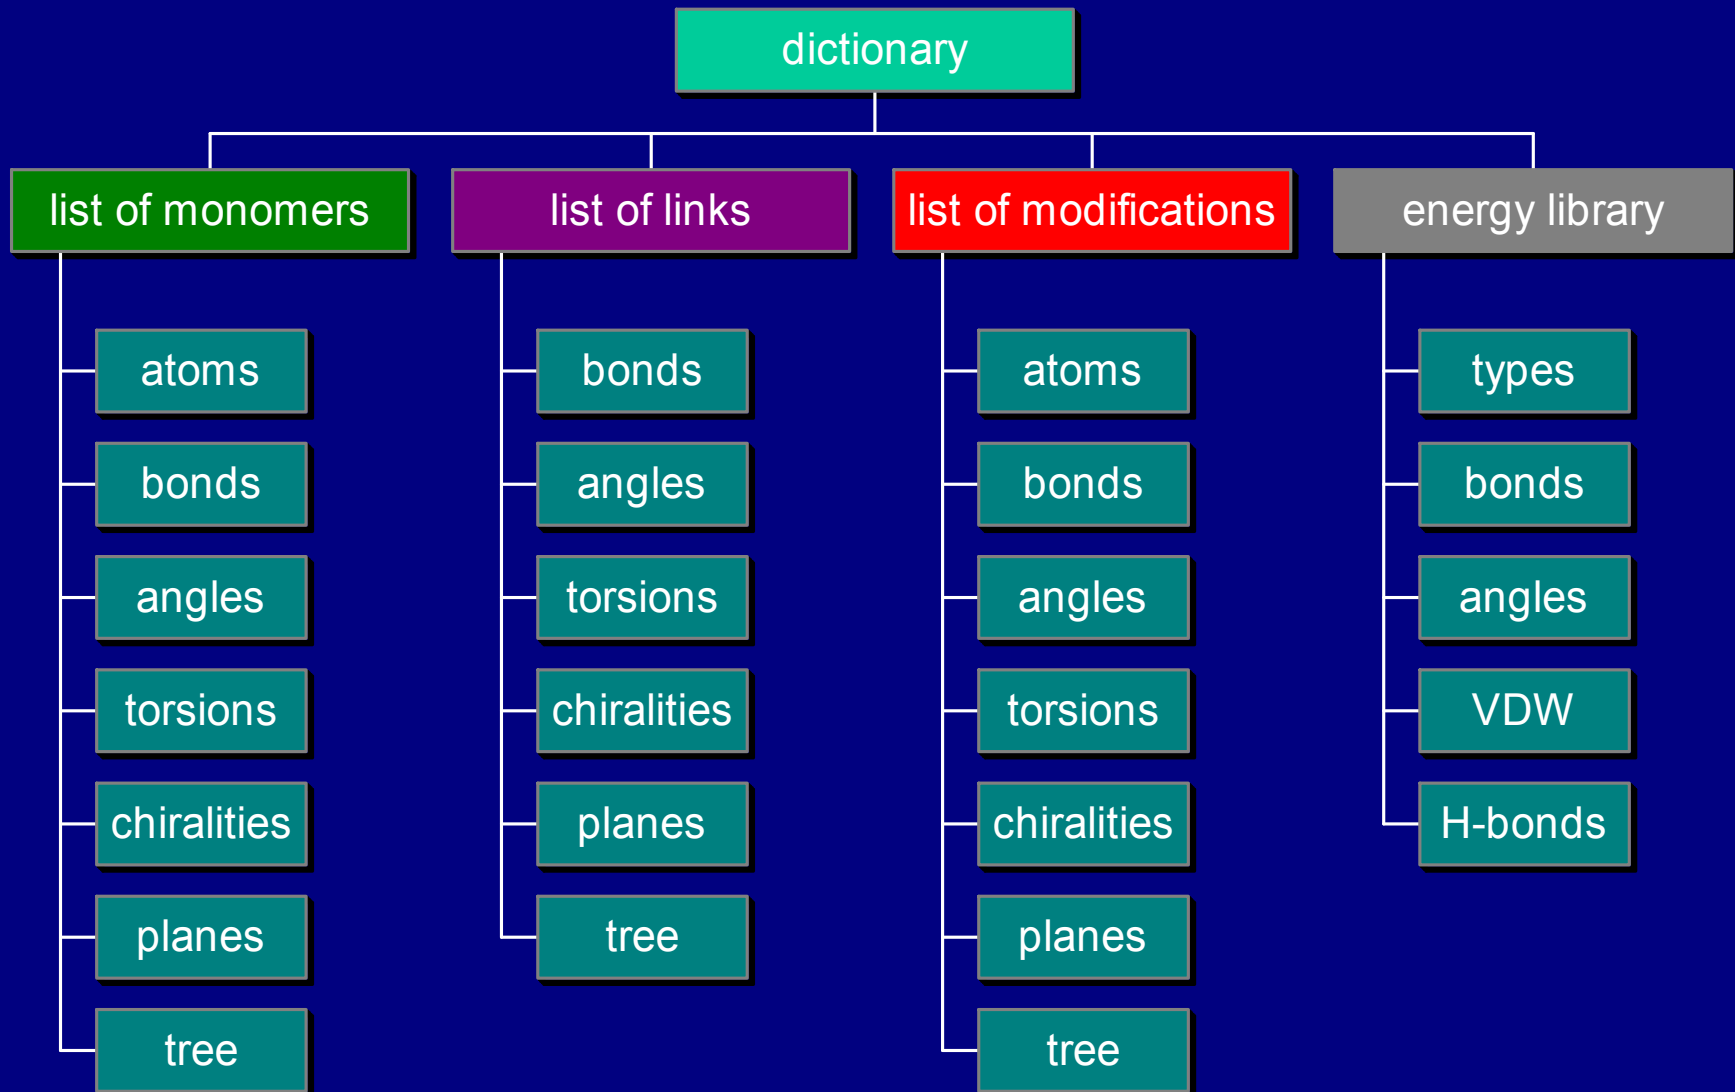 dictionary
list of monomers
atoms
bonds
angles
torsions
chiralities
planes
tree
list of links
bonds
angles
torsions
chiralities
planes
tree
list of modifications
atoms
bonds
angles
torsions
chiralities
planes
tree
energy library
types
bonds
angles
VDW
H-bonds